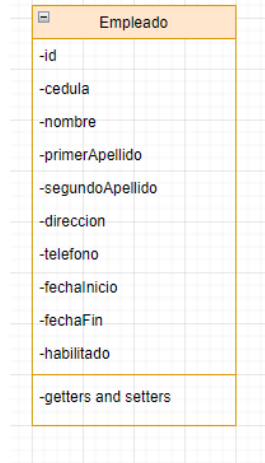 Empleado
-id
-cedula
-nombre
-primerApellido
-segundoApellido
-direccion
-telefono
-fechaInicio
-fechaFin
-habilitado
-getters and setters